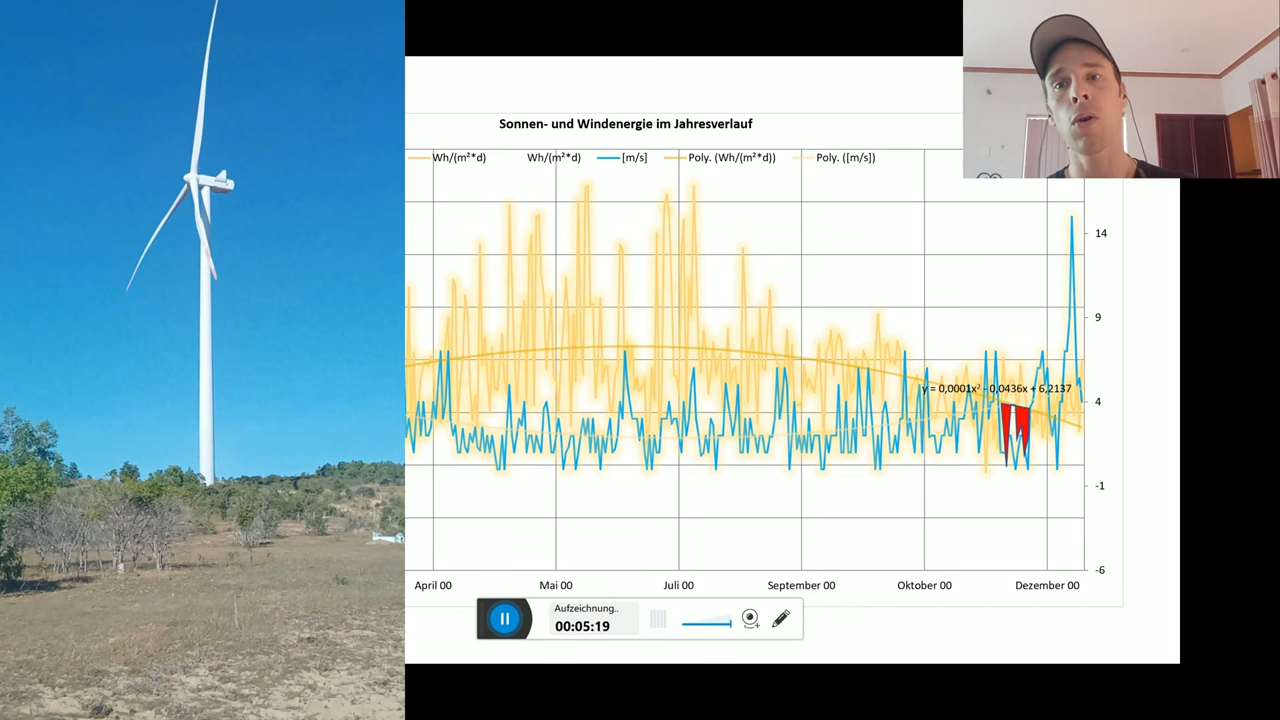 Sonnen- und Windenergie im Jahresverlauf
Wh/(m²*d) Wh/(m²*d) [m/s] Poly. (Wh/(m²*d)) Poly. ([m/s])
14
9
y = 0,0001x² - 0,0436x + 6,2137
4
-1
-6
April 00 Mai 00 Juli 00 September 00 Oktober 00 Dezember 00
Aufzeichnung..
00:05:19